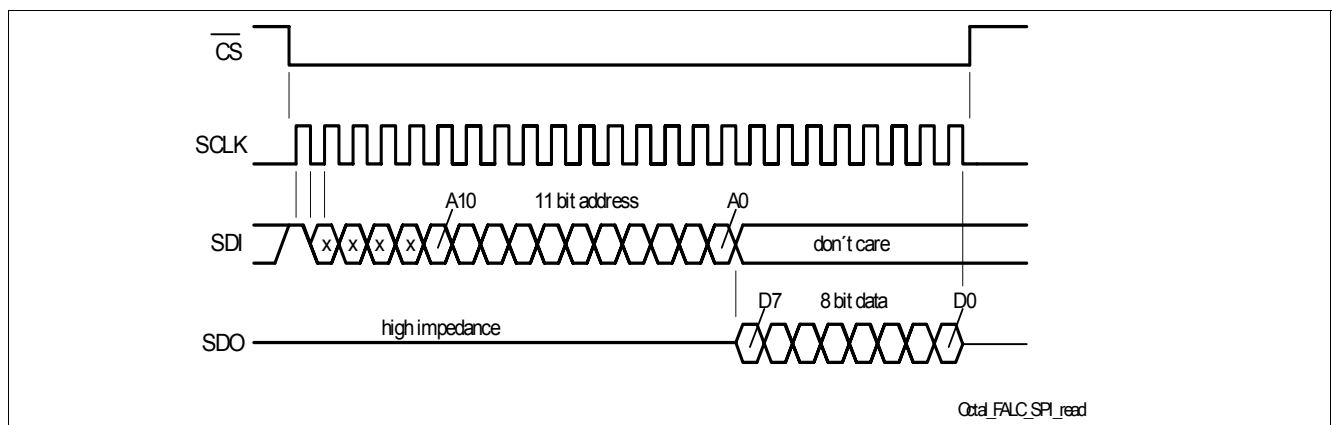 CS
SCLK
A10 11 bit address A0
SDI x x x x don´t care
D7 8 bit data D0
high impedance
SDO
Octal_FALC_SPI_read